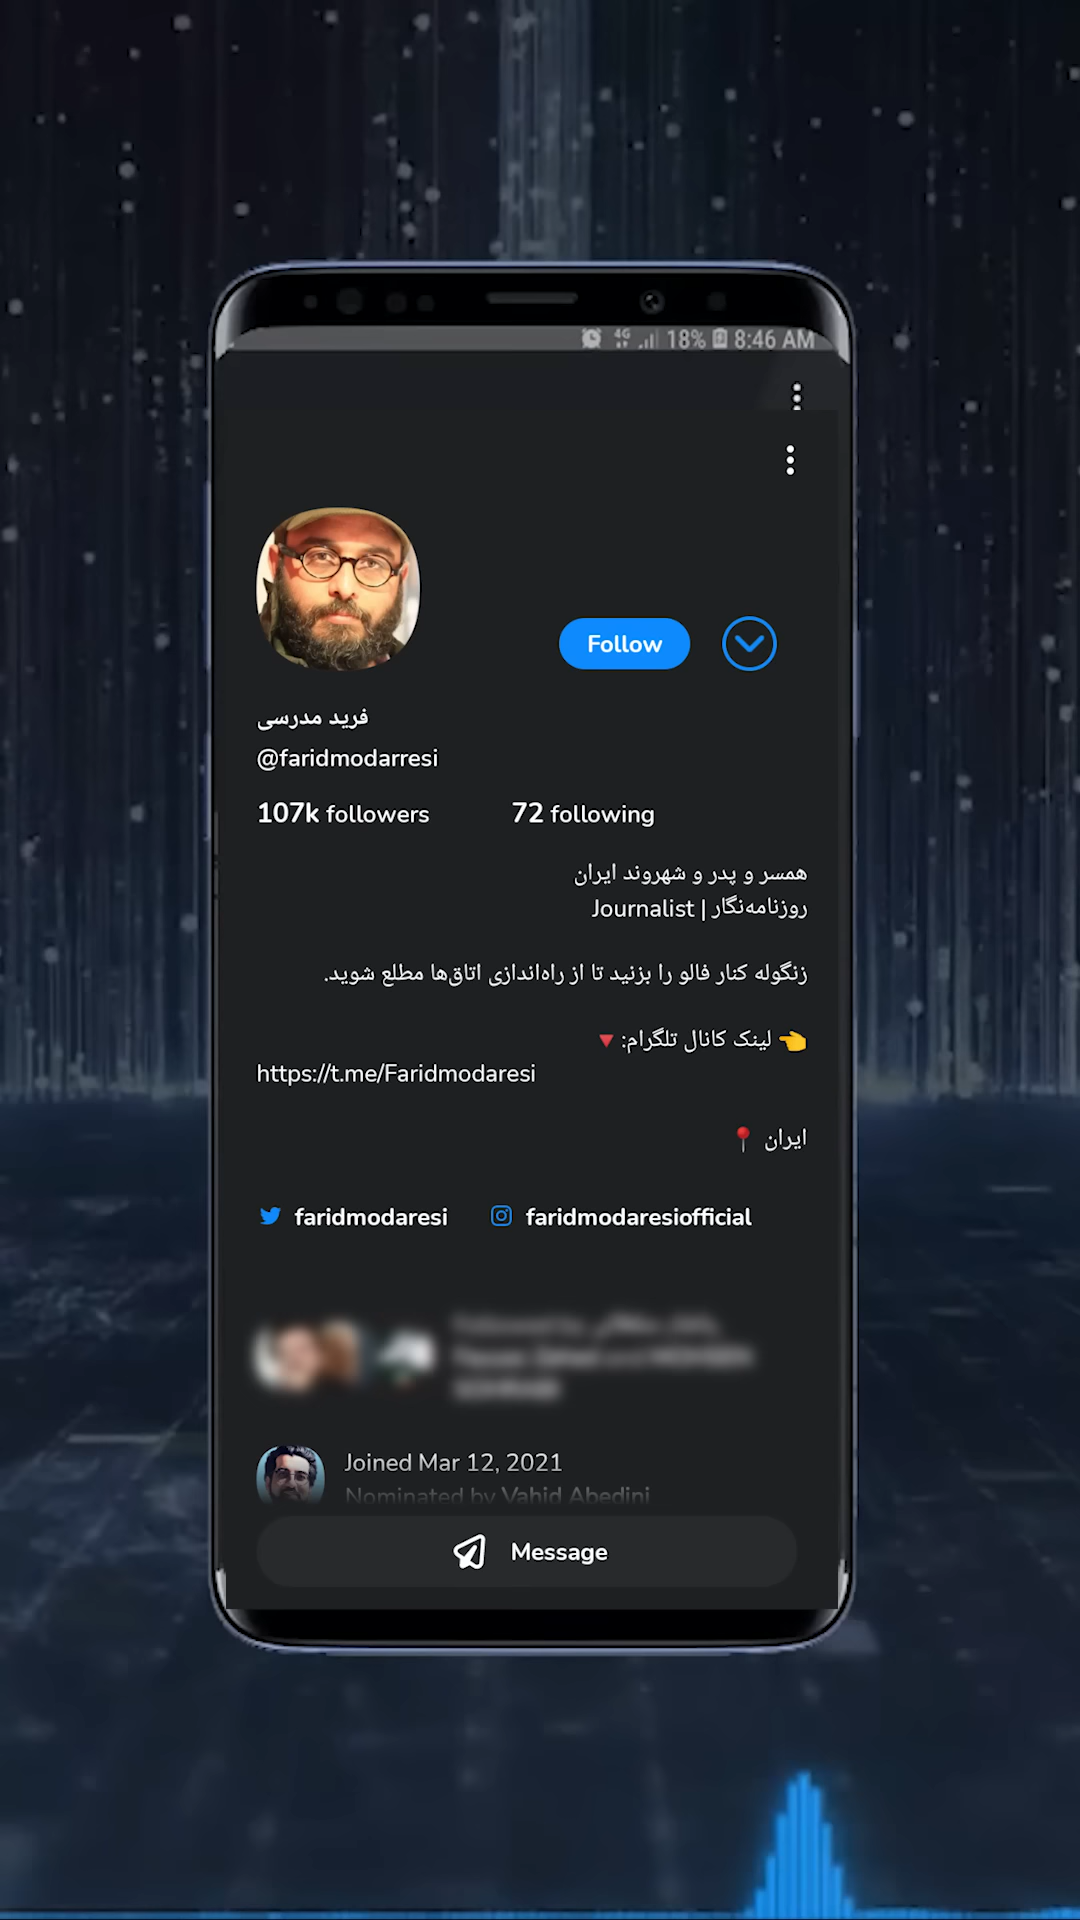 4G 18% 8:46 AM
Follow
فرید مدرسی
@faridmodarresi
107k followers 72 following
همسر و پدر و شهروند ایران
روزنامه‌نگار | Journalist
زنگوله کنار فالو را بزنید تا از راه‌اندازی اتاق‌ها مطلع شوید.
👈 لینک کانال تلگرام: 🔻
https://t.me/Faridmodaresi
ایران 📍
faridmodaresi faridmodaresiofficial
Joined Mar 12, 2021
Nominated by Vahid Abedini
Message